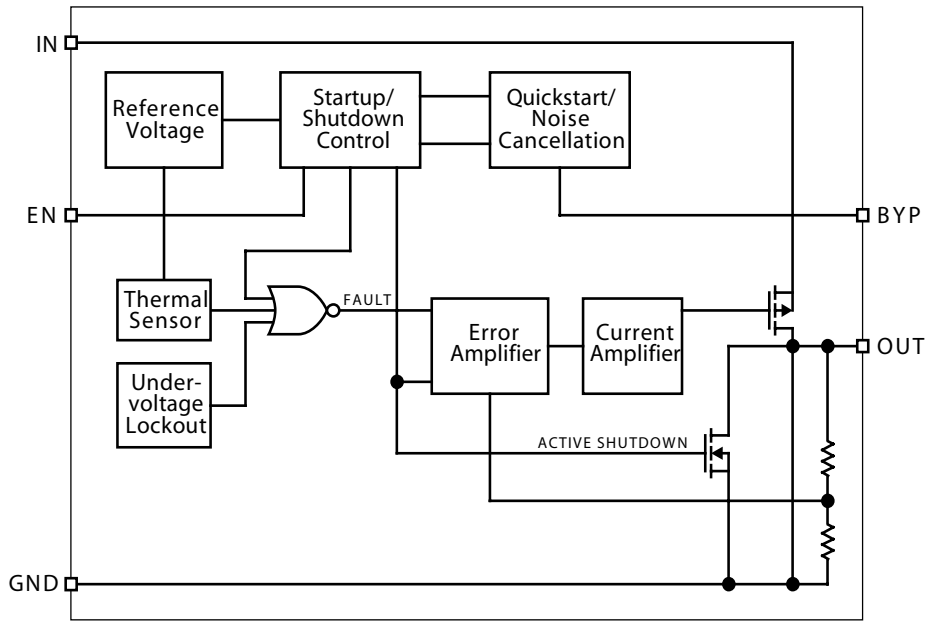 IN
Reference
Voltage
Startup/
Shutdown
Control
Quickstart/
Noise
Cancellation
EN
BYP
Thermal
Sensor
FAULT
Error
Amplifier
Current
Amplifier
OUT
Under-
voltage
Lockout
ACTIVE SHUTDOWN
GND